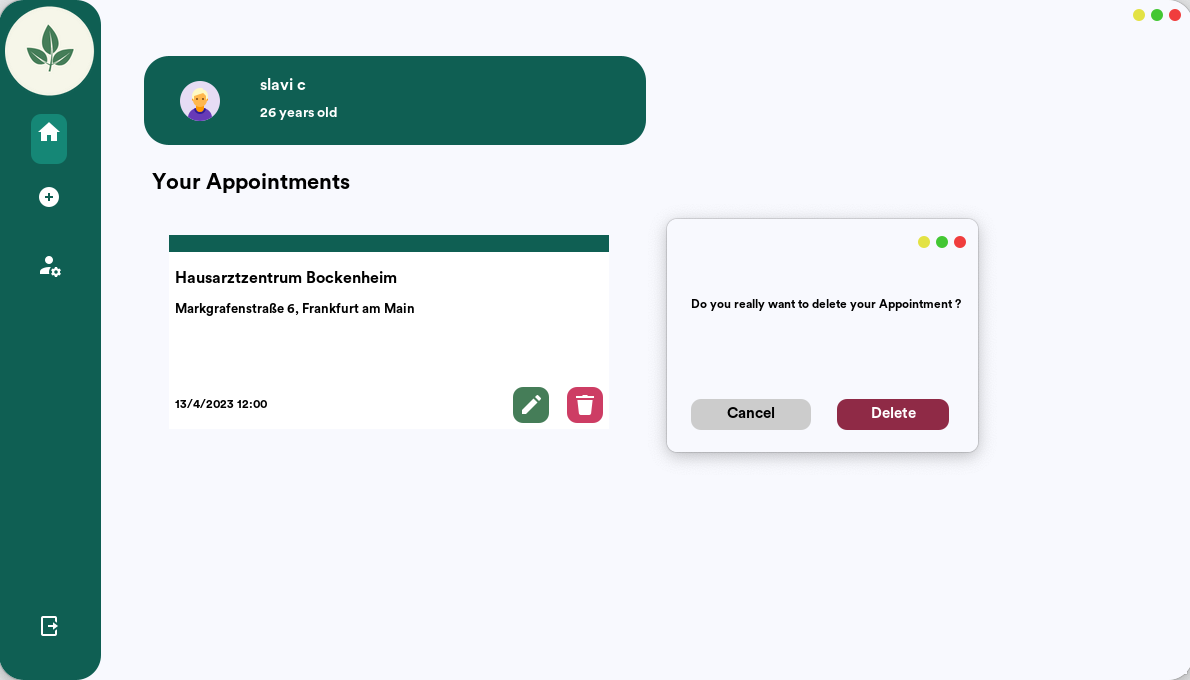 slavi c
26 years old
Your Appointments
Hausarztzentrum Bockenheim
Markgrafenstraße 6, Frankfurt am Main
13/4/2023 12:00
Do you really want to delete your Appointment ?
Cancel
Delete